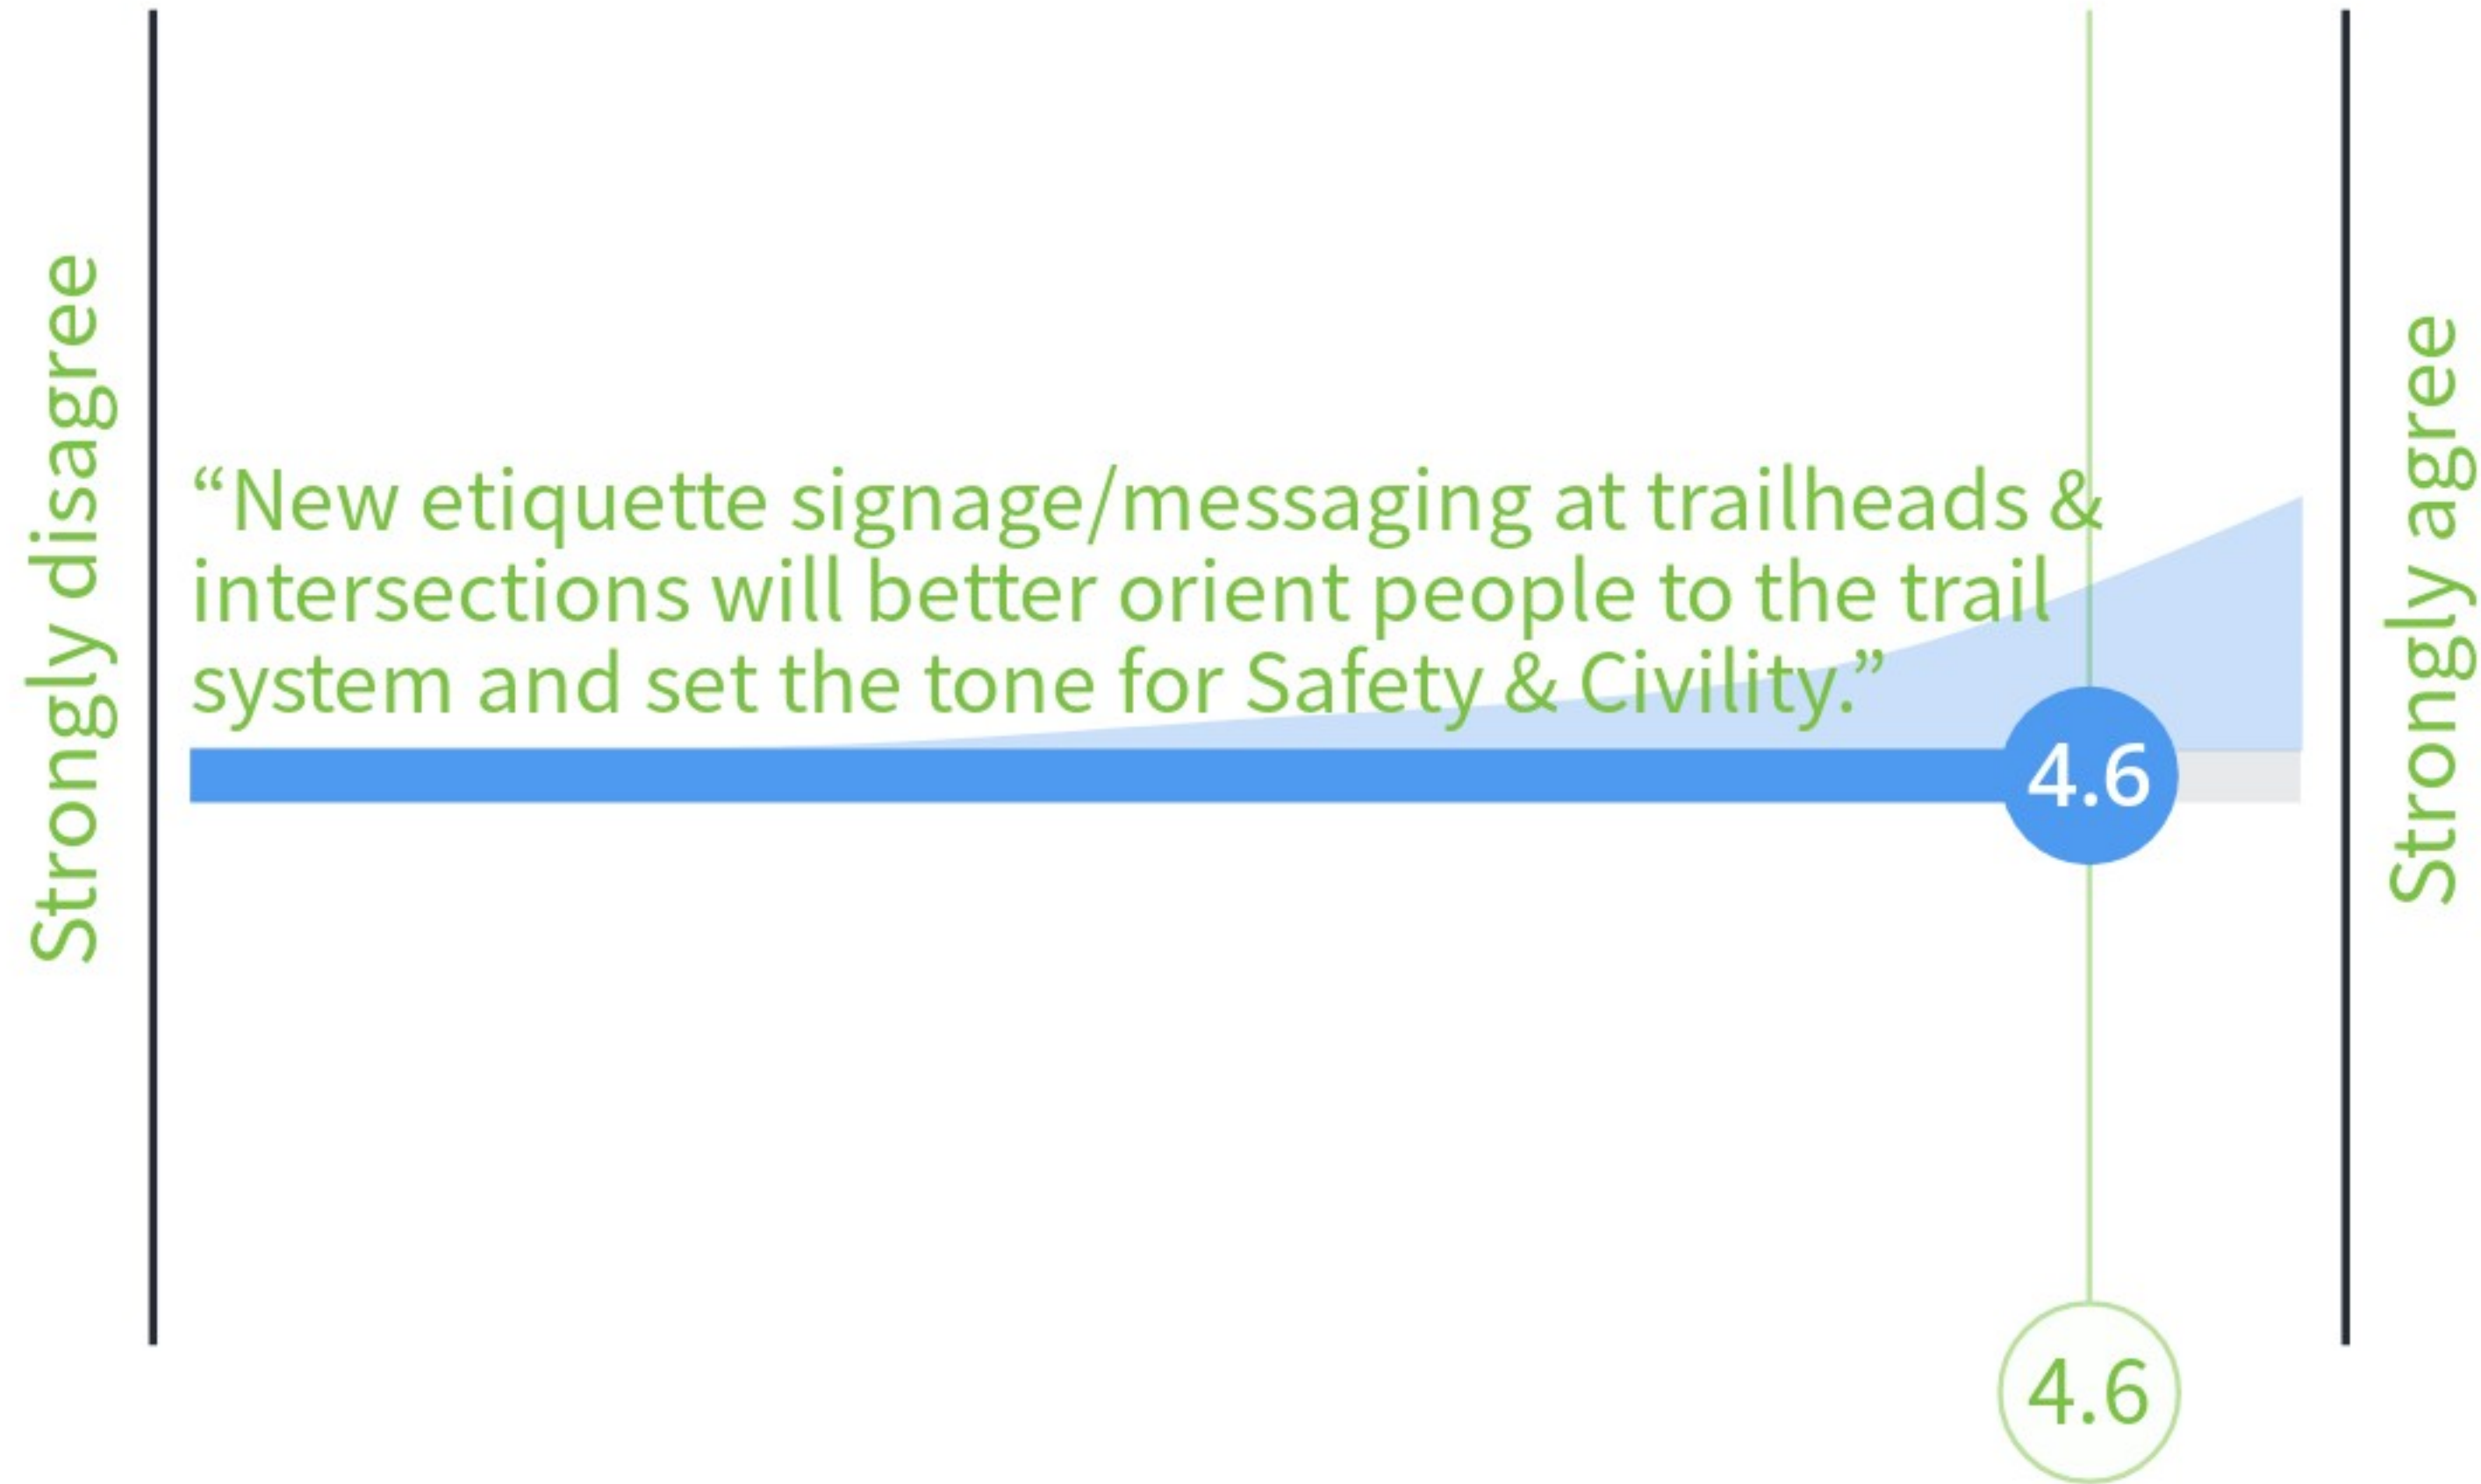 Strongly disagree
“New etiquette signage/messaging at trailheads &
intersections will better orient people to the trail
system and set the tone for Safety & Civility.”
4.6
4.6
Strongly agree